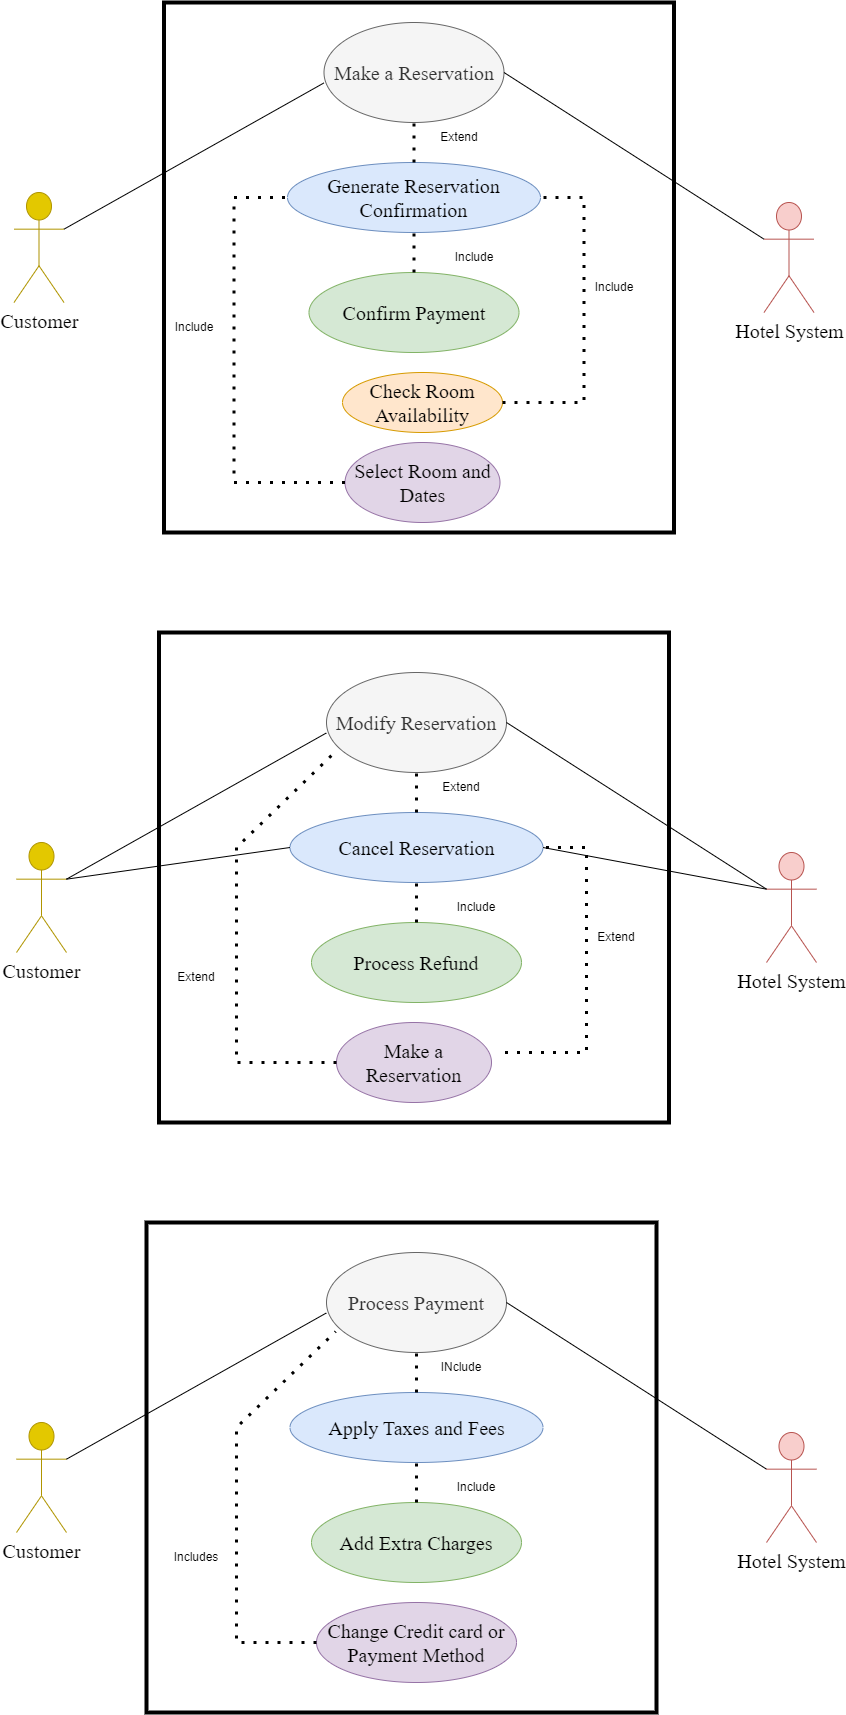 Make a Reservation
Extend
Generate Reservation
Confirmation
Include
Include
Confirm Payment
Customer
Include
Hotel System
Check Room
Availability
Select Room and
Dates
Modify Reservation
Extend
Cancel Reservation
Include
Extend
Process Refund
Customer
Extend
Hotel System
Make a
Reservation
Process Payment
INclude
Apply Taxes and Fees
Include
Add Extra Charges
Customer
Includes
Hotel System
Change Credit card or
Payment Method